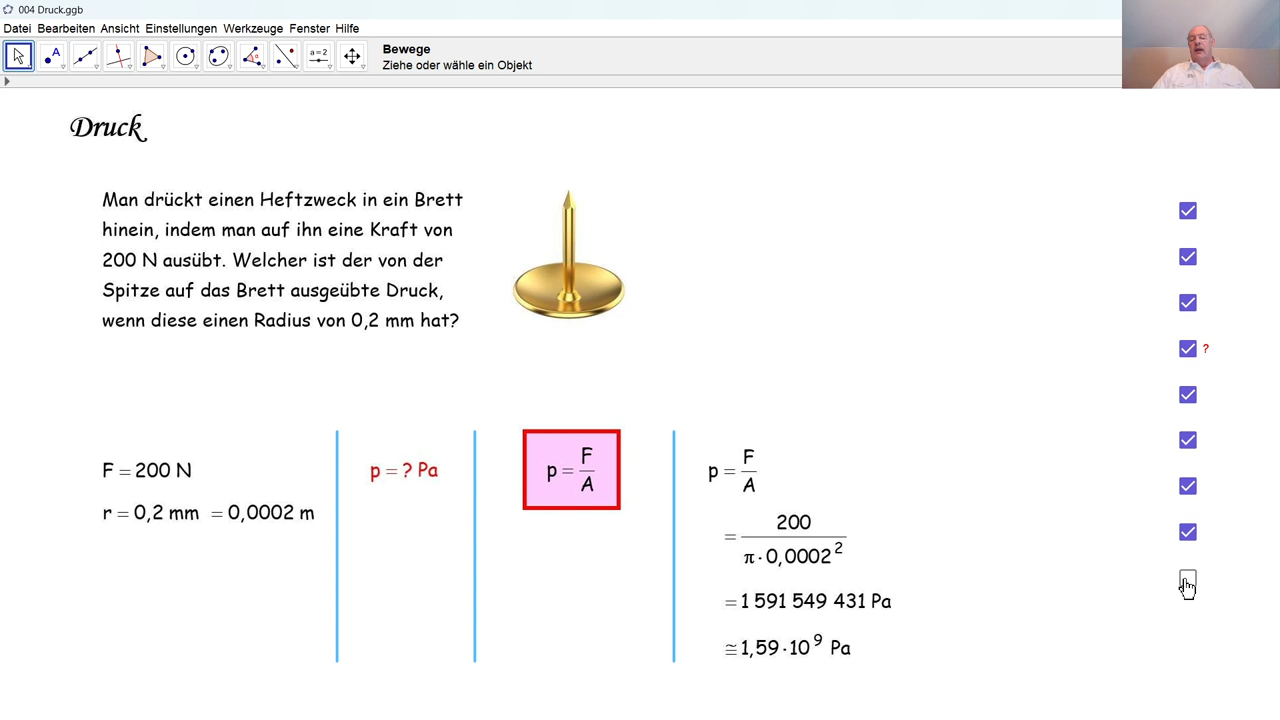 004 Druck.ggb
Datei Bearbeiten Ansicht Einstellungen Werkzeuge Fenster Hilfe
A
a=2
Bewege
Ziehe oder wähle ein Objekt
Druck
Man drückt einen Heftzweck in ein Brett
hinein, indem man auf ihn eine Kraft von
200 N ausübt. Welcher ist der von der
Spitze auf das Brett ausgeübte Druck,
wenn diese einen Radius von 0,2 mm hat?
?
F = 200 N
r = 0,2 mm = 0,0002 m
p = ? Pa
p = F/A
p = F/A
= 200/(π·0,0002²)
= 1 591 549 431 Pa
≅ 1,59·10⁹ Pa